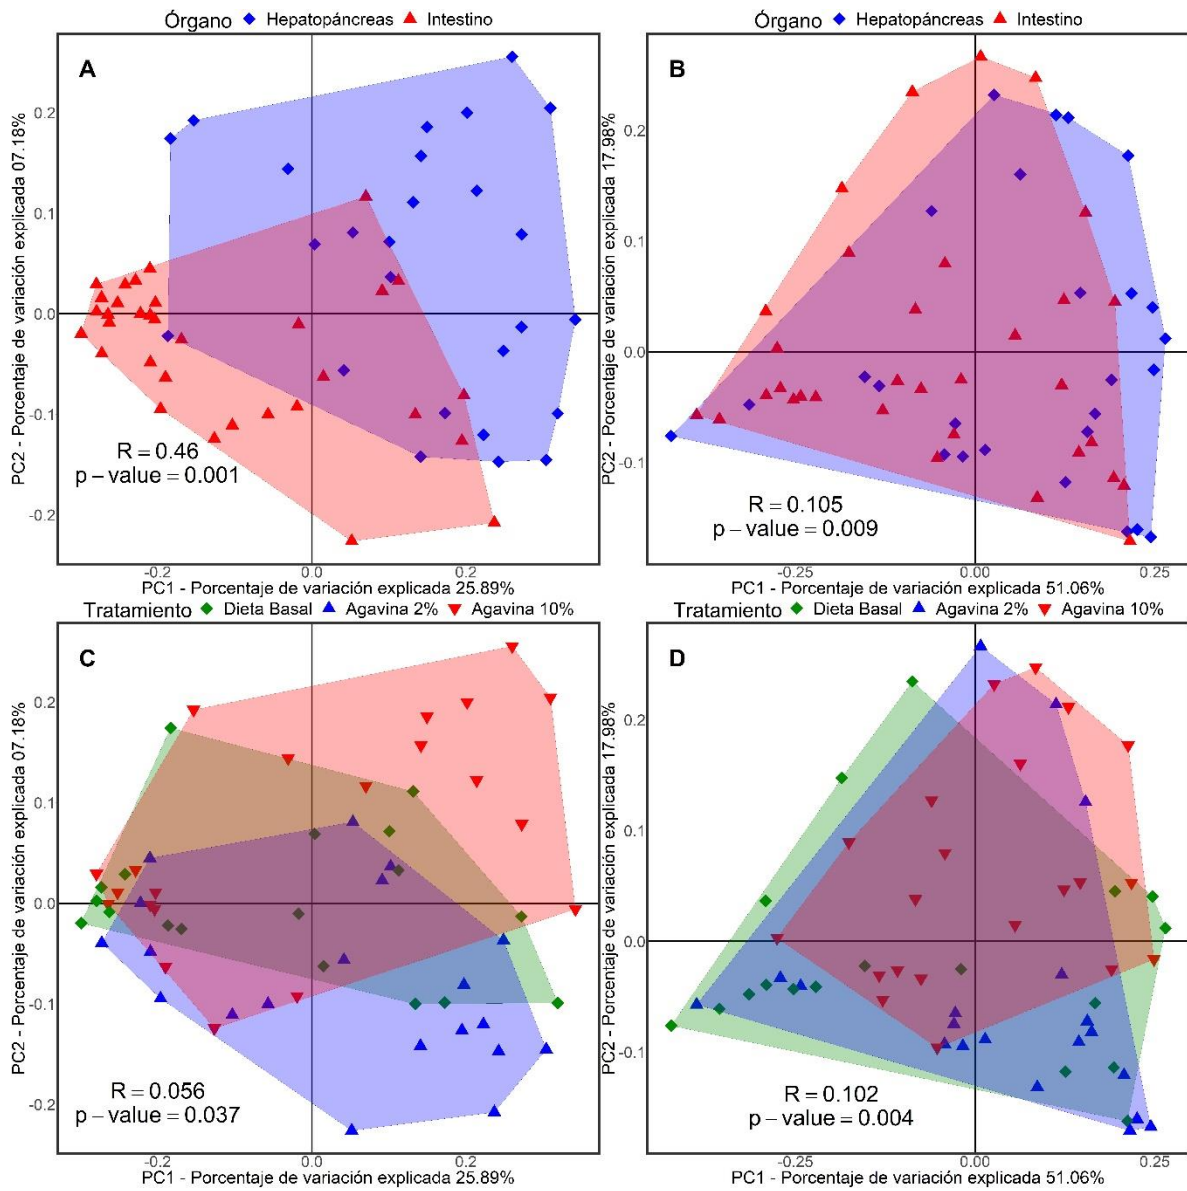 Órgano Hepatopáncreas Intestino
A
PC2 - Porcentaje de variación explicada 07.18%
0.2
0.1
0.0
-0.1
-0.2
R = 0.46
p − value = 0.001
-0.2 0.0 0.2
PC1 - Porcentaje de variación explicada 25.89%
Órgano Hepatopáncreas Intestino
B
PC2 - Porcentaje de variación explicada 17.98%
0.2
0.1
0.0
-0.1
R = 0.105
p − value = 0.009
-0.25 0.00 0.25
PC1 - Porcentaje de variación explicada 51.06%
Tratamiento Dieta Basal Agavina 2% Agavina 10%
C
PC2 - Porcentaje de variación explicada 07.18%
0.2
0.1
0.0
-0.1
-0.2
R = 0.056
p − value = 0.037
-0.2 0.0 0.2
PC1 - Porcentaje de variación explicada 25.89%
Tratamiento Dieta Basal Agavina 2% Agavina 10%
D
PC2 - Porcentaje de variación explicada 17.98%
0.2
0.1
0.0
-0.1
R = 0.102
p − value = 0.004
-0.25 0.00 0.25
PC1 - Porcentaje de variación explicada 51.06%